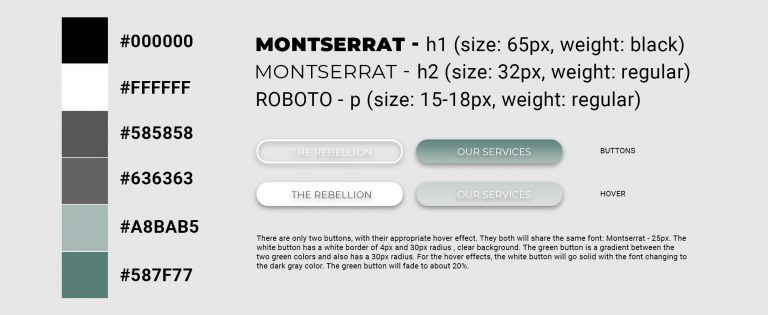 #000000
#FFFFFF
#585858
#636363
#A8BAB5
#587F77
MONTSERRAT - h1 (size: 65px, weight: black)
MONTSERRAT - h2 (size: 32px, weight: regular)
ROBOTO - p (size: 15-18px, weight: regular)
THE REBELLION OUR SERVICES BUTTONS
THE REBELLION OUR SERVICES HOVER
There are only two buttons, with their appropriate hover effect. They both will share the same font: Montserrat - 25px. The
white button has a white border of 4px and 30px radius , clear background. The green button is a gradient between the
two green colors and also has a 30px radius. For the hover effects, the white button will go solid with the font changing to
the dark gray color. The green button will fade to about 20%.